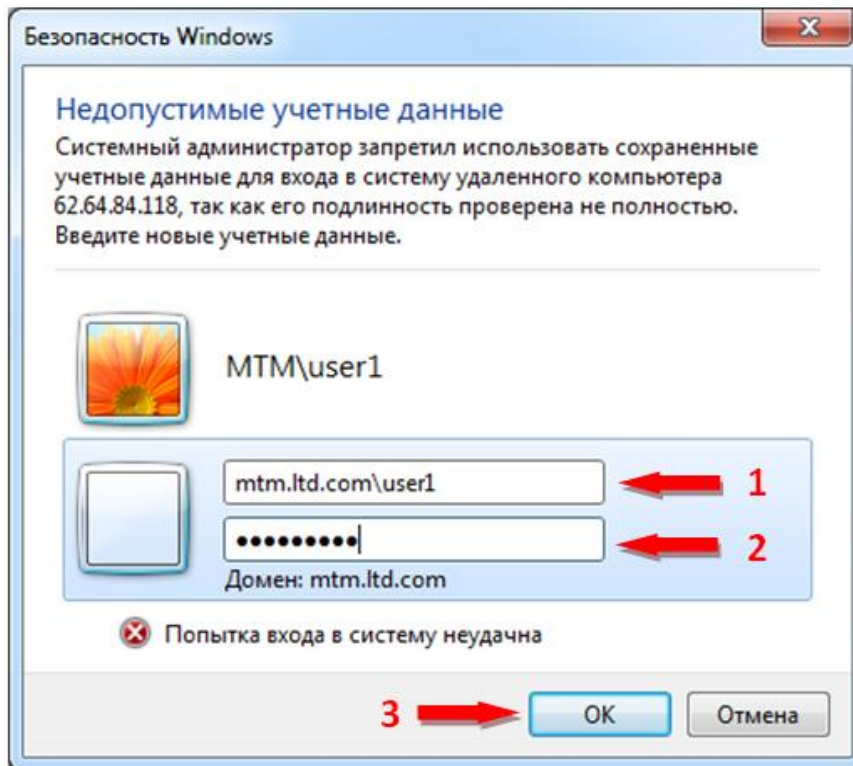 Безопасность Windows
Недопустимые учетные данные
Системный администратор запретил использовать сохраненные
учетные данные для входа в систему удаленного компьютера
62.64.84.118, так как его подлинность проверена не полностью.
Введите новые учетные данные.
MTM\user1
mtm.ltd.com\user1
1
●●●●●●●●●
2
Домен: mtm.ltd.com
Попытка входа в систему неудачна
3
ОК
Отмена